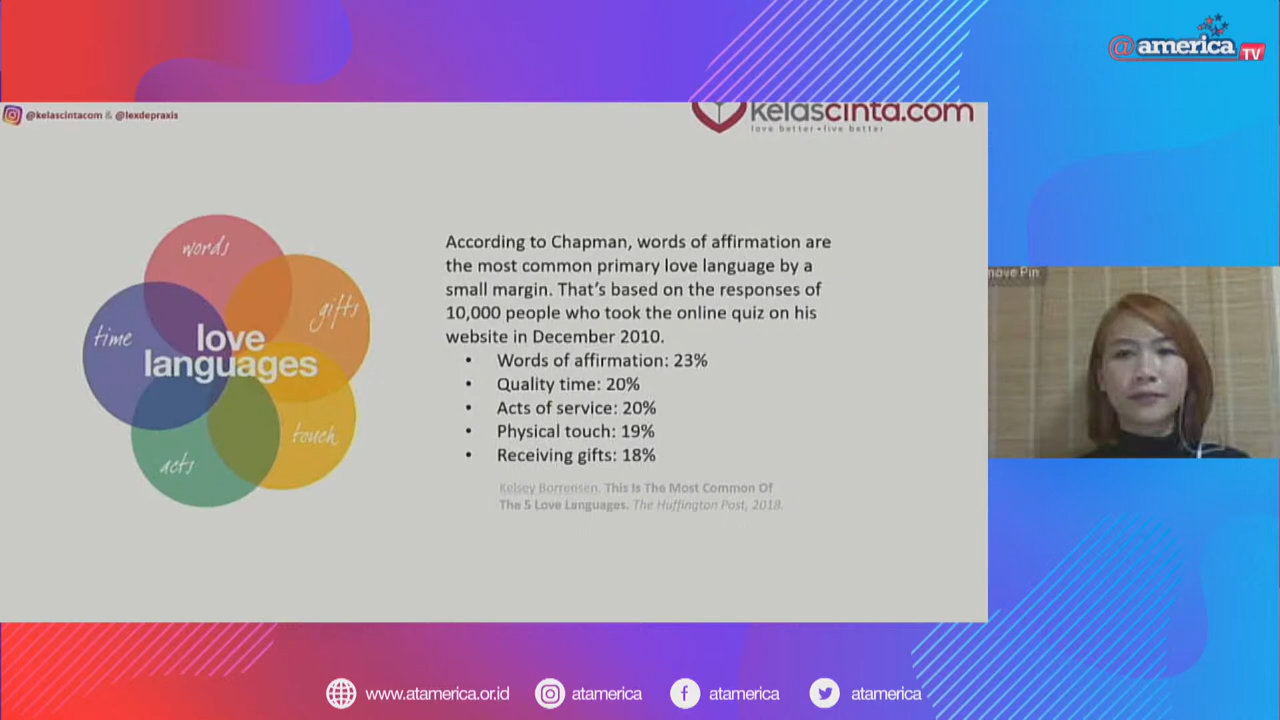 @america
TV
@kelascintacom & @lexdepraxis
kelascinta.com
love better • live better
words
gifts
time
love
languages
touch
acts
According to Chapman, words of affirmation are
the most common primary love language by a
small margin. That's based on the responses of
10,000 people who took the online quiz on his
website in December 2010.
• Words of affirmation: 23%
• Quality time: 20%
• Acts of service: 20%
• Physical touch: 19%
• Receiving gifts: 18%
Kelsey Borrensen. This Is The Most Common Of
The 5 Love Languages. The Huffington Post, 2018.
Pin
www.atamerica.or.id
atamerica
atamerica
atamerica